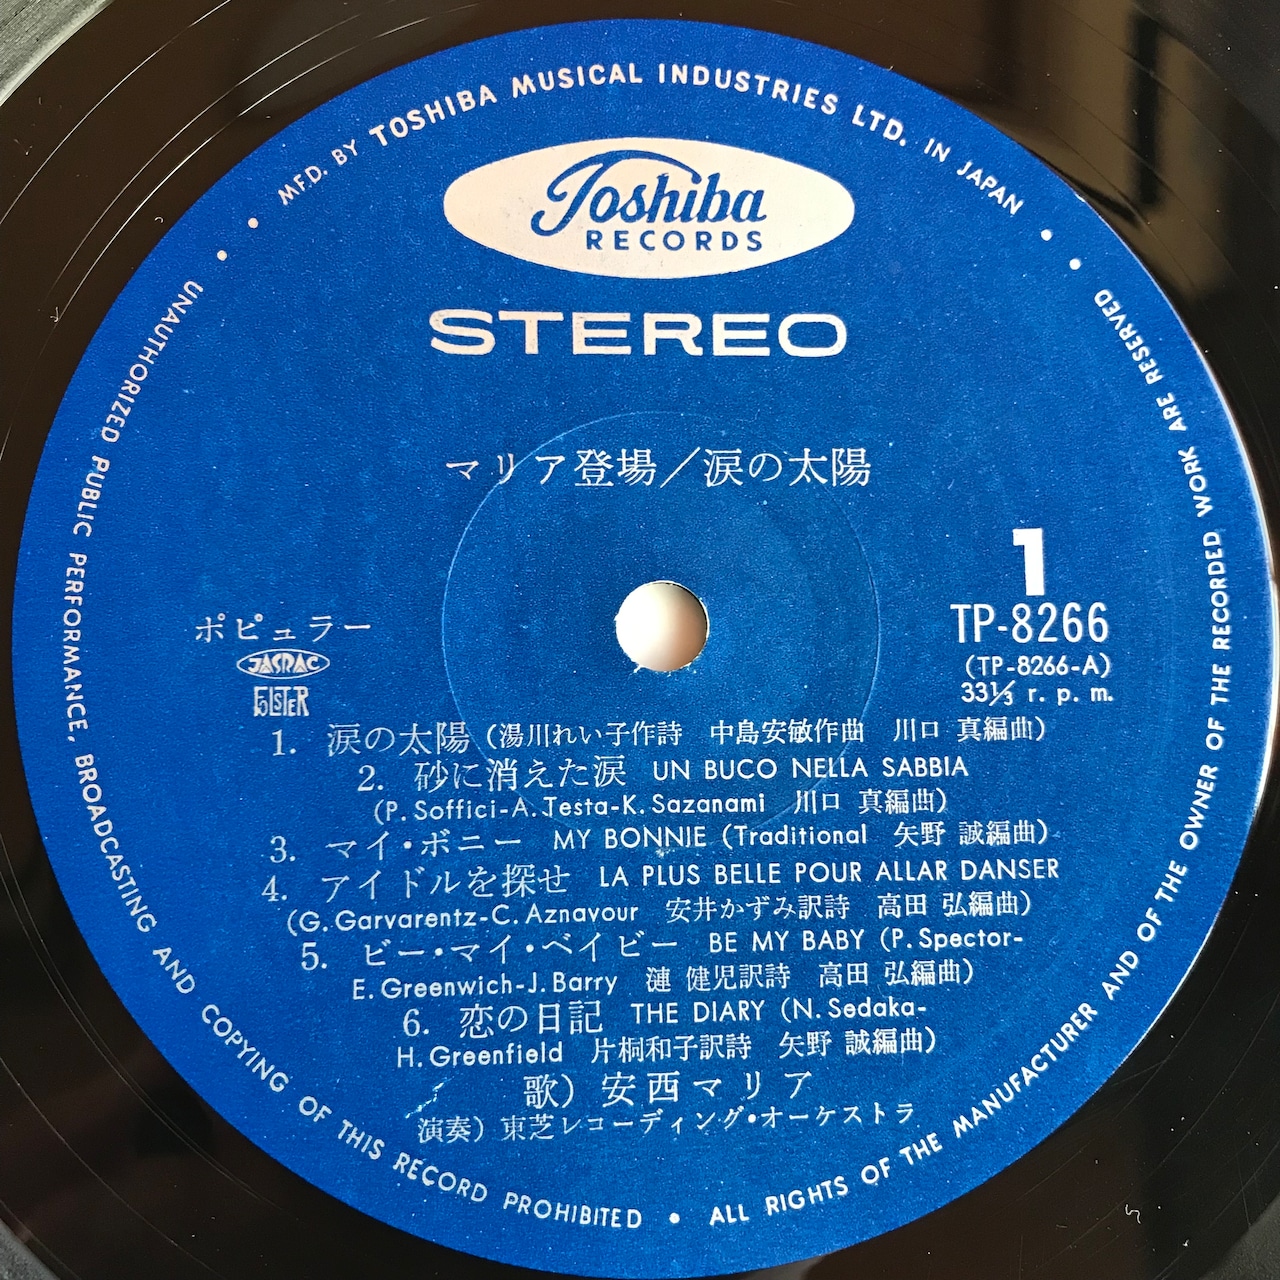 MFD. BY TOSHIBA MUSICAL INDUSTRIES LTD. IN JAPAN
Toshiba
RECORDS
STEREO
マリア登場/涙の太陽
1
TP-8266
(TP-8266-A)
33⅓ r. p. m.
ポピュラー
JASRAC
FOLSTER
1. 涙の太陽 (湯川れい子作詩 中島安敏作曲 川口 真編曲)
2. 砂に消えた涙 UN BUCO NELLA SABBIA
(P. Soffici-A. Testa-K. Sazanami 川口 真編曲)
3. マイ・ボニー MY BONNIE (Traditional 矢野 誠編曲)
4. アイドルを探せ LA PLUS BELLE POUR ALLAR DANSER
(G. Garvarentz-C. Aznavour 安井かずみ訳詩 高田 弘編曲)
5. ビー・マイ・ベイビー BE MY BABY (P. Spector-
E. Greenwich-J. Barry 漣 健児訳詩 高田 弘編曲)
6. 恋の日記 THE DIARY (N. Sedaka-
H. Greenfield 片桐和子訳詩 矢野 誠編曲)
歌) 安西マリア
演奏) 東芝レコーディング・オーケストラ
UNAUTHORIZED PUBLIC PERFORMANCE, BROADCASTING AND COPYING OF THIS RECORD PROHIBITED • ALL RIGHTS OF THE MANUFACTURER AND OF THE OWNER OF THE RECORDED WORK ARE RESERVED